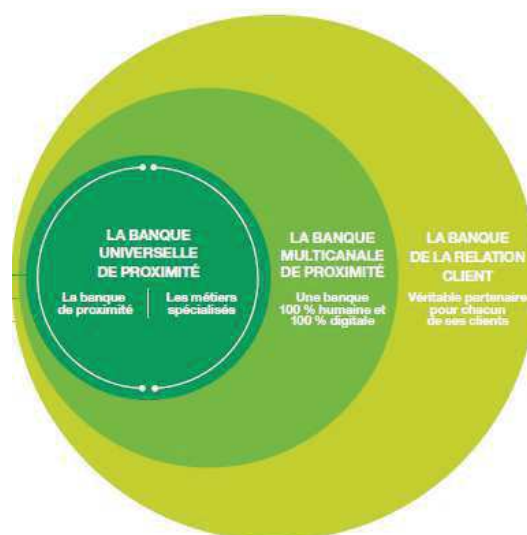 LA BANQUE
UNIVERSELLE
DE PROXIMITÉ
La banque
de proximité
Les métiers
spécialisés
LA BANQUE
MULTICANALE
DE PROXIMITÉ
Une banque
100 % humaine et
100 % digitale
LA BANQUE
DE LA RELATION
CLIENT
Véritable partenaire
pour chacun
de ses clients